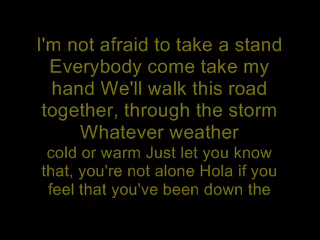 I'm not afraid to take a stand
Everybody come take my
hand We'll walk this road
together, through the storm
Whatever weather
cold or warm Just let you know
that, you're not alone Hola if you
feel that you've been down the